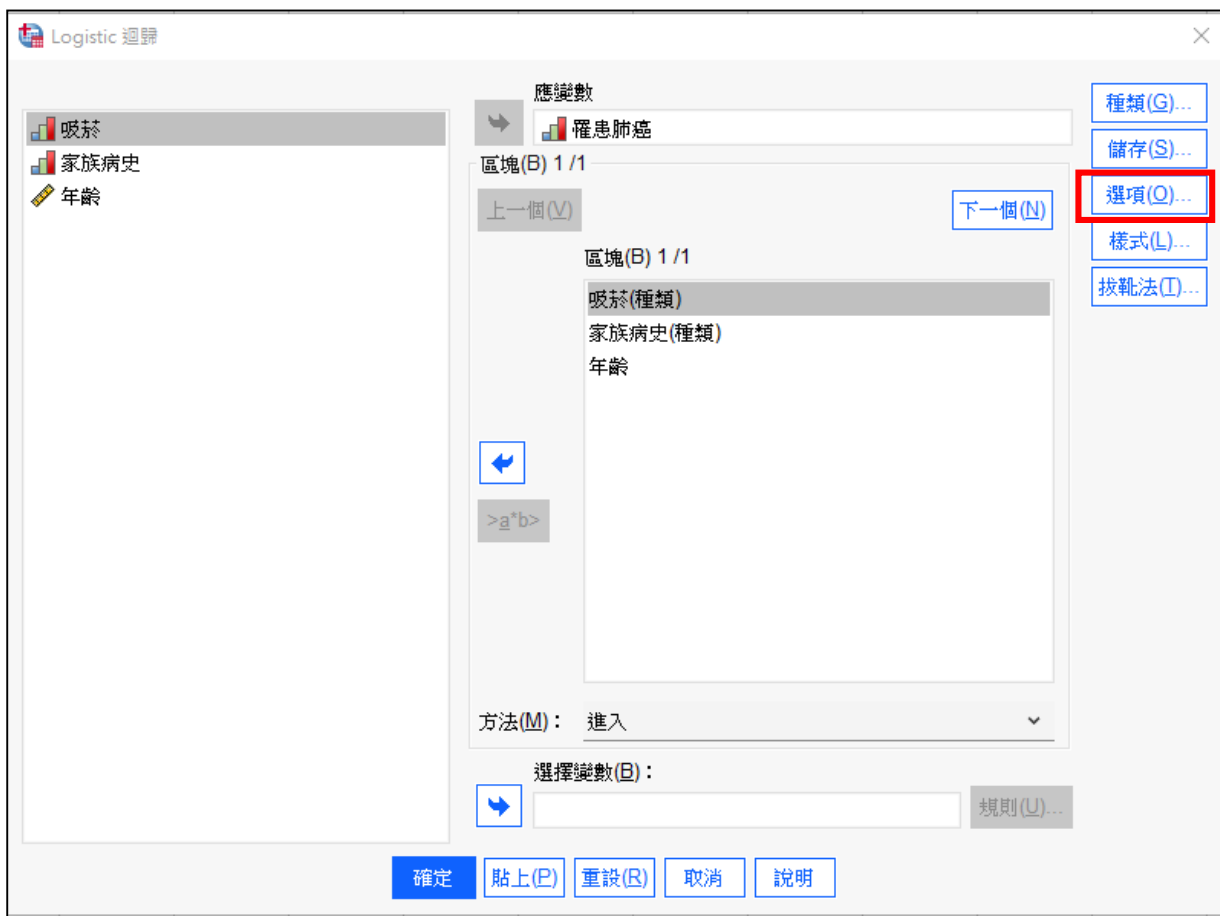 Logistic 迴歸
應變數
罹患肺癌
吸菸
家族病史
年齡
區塊(B) 1 /1
上一個(V)
下一個(N)
區塊(B) 1 /1
吸菸(種類)
家族病史(種類)
年齡
>a*b>
方法(M)：
進入
選擇變數(B)：
規則(U)...
種類(G)...
儲存(S)...
選項(O)...
樣式(L)...
拔靴法(T)...
確定
貼上(P)
重設(R)
取消
說明